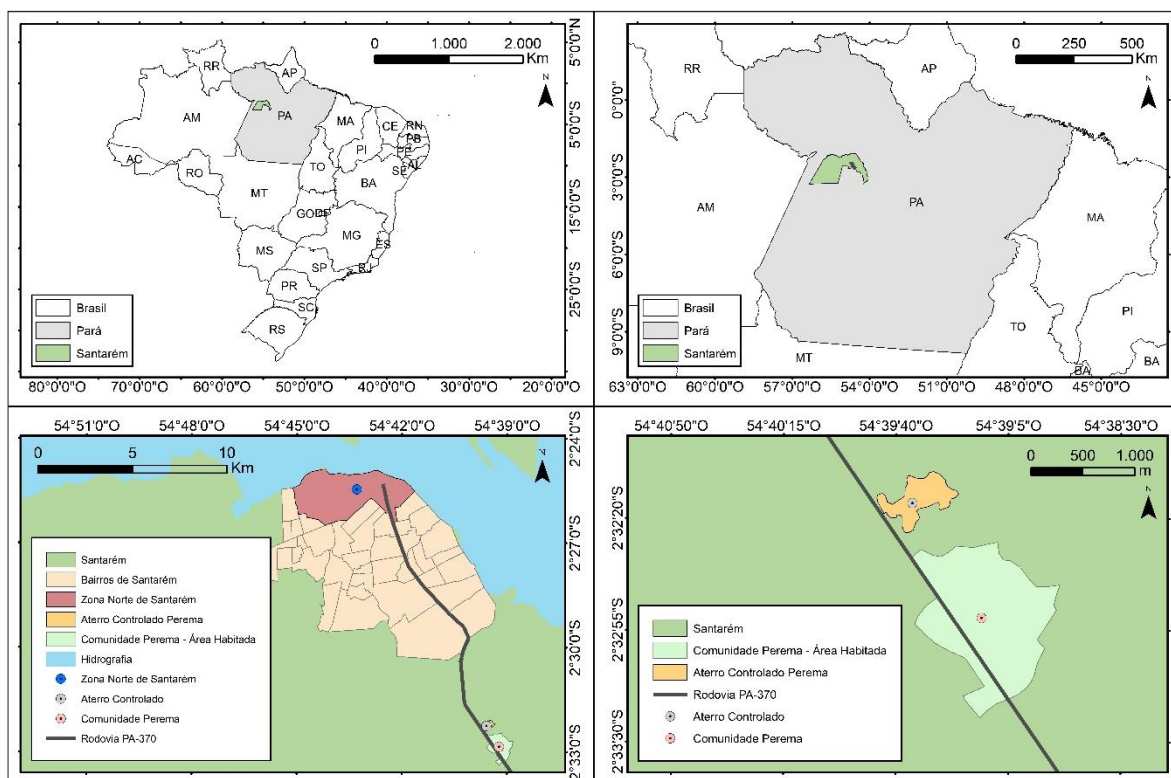 0 1.000 2.000
Km
N
RR
AP
AM
PA
MA
CE
RN
PB
PE
AL
SE
PI
AC
RO
TO
BA
MT
GO
DF
MG
ES
MS
SP
RJ
PR
SC
RS
Brasil
Pará
Santarém
5°0'0"N
5°0'0"S
15°0'0"S
25°0'0"S
80°0'0"O 70°0'0"O 60°0'0"O 50°0'0"O 40°0'0"O 30°0'0"O 20°0'0"O
0 250 500
Km
N
RR
AP
AM
PA
MA
PI
TO
MT
BA
BA
Brasil
Pará
Santarém
0°0'0"
3°0'0"S
6°0'0"S
9°0'0"S
63°0'0"O 60°0'0"O 57°0'0"O 54°0'0"O 51°0'0"O 48°0'0"O 45°0'0"O
54°51'0"O 54°48'0"O 54°45'0"O 54°42'0"O 54°39'0"O
0 5 10
Km
N
2°24'0"S
2°27'0"S
2°30'0"S
2°33'0"S
Santarém
Bairros de Santarém
Zona Norte de Santarém
Aterro Controlado Perema
Comunidade Perema - Área Habitada
Hidrografia
Zona Norte de Santarém
Aterro Controlado
Comunidade Perema
Rodovia PA-370
54°40'50"O 54°40'15"O 54°39'40"O 54°39'5"O 54°38'30"O
0 500 1.000
m
N
2°32'20"S
2°32'55"S
2°33'30"S
Santarém
Comunidade Perema - Área Habitada
Aterro Controlado Perema
Rodovia PA-370
Aterro Controlado
Comunidade Perema